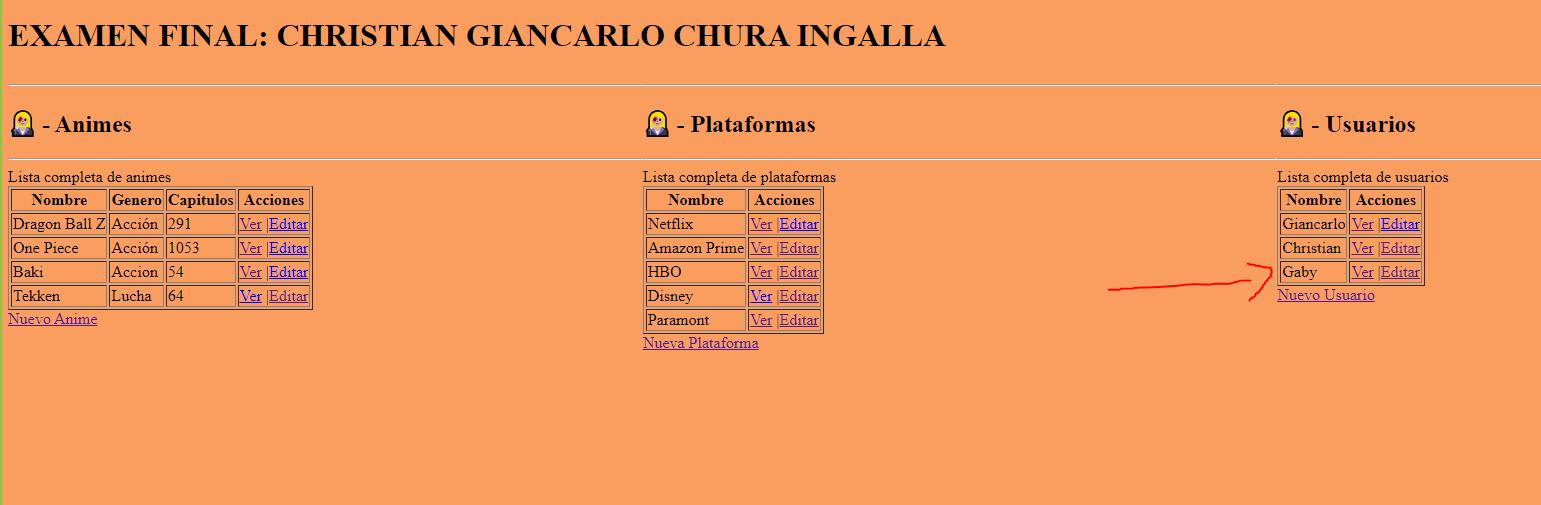 EXAMEN FINAL: CHRISTIAN GIANCARLO CHURA INGALLA
- Animes
Lista completa de animes
Nombre Genero Capitulos Acciones
Dragon Ball Z Acción 291 Ver |Editar
One Piece Acción 1053 Ver |Editar
Baki Accion 54 Ver |Editar
Tekken Lucha 64 Ver |Editar
Nuevo Anime
- Plataformas
Lista completa de plataformas
Nombre Acciones
Netflix Ver |Editar
Amazon Prime Ver |Editar
HBO Ver |Editar
Disney Ver |Editar
Paramont Ver |Editar
Nueva Plataforma
- Usuarios
Lista completa de usuarios
Nombre Acciones
Giancarlo Ver |Editar
Christian Ver |Editar
Gaby Ver |Editar
Nuevo Usuario